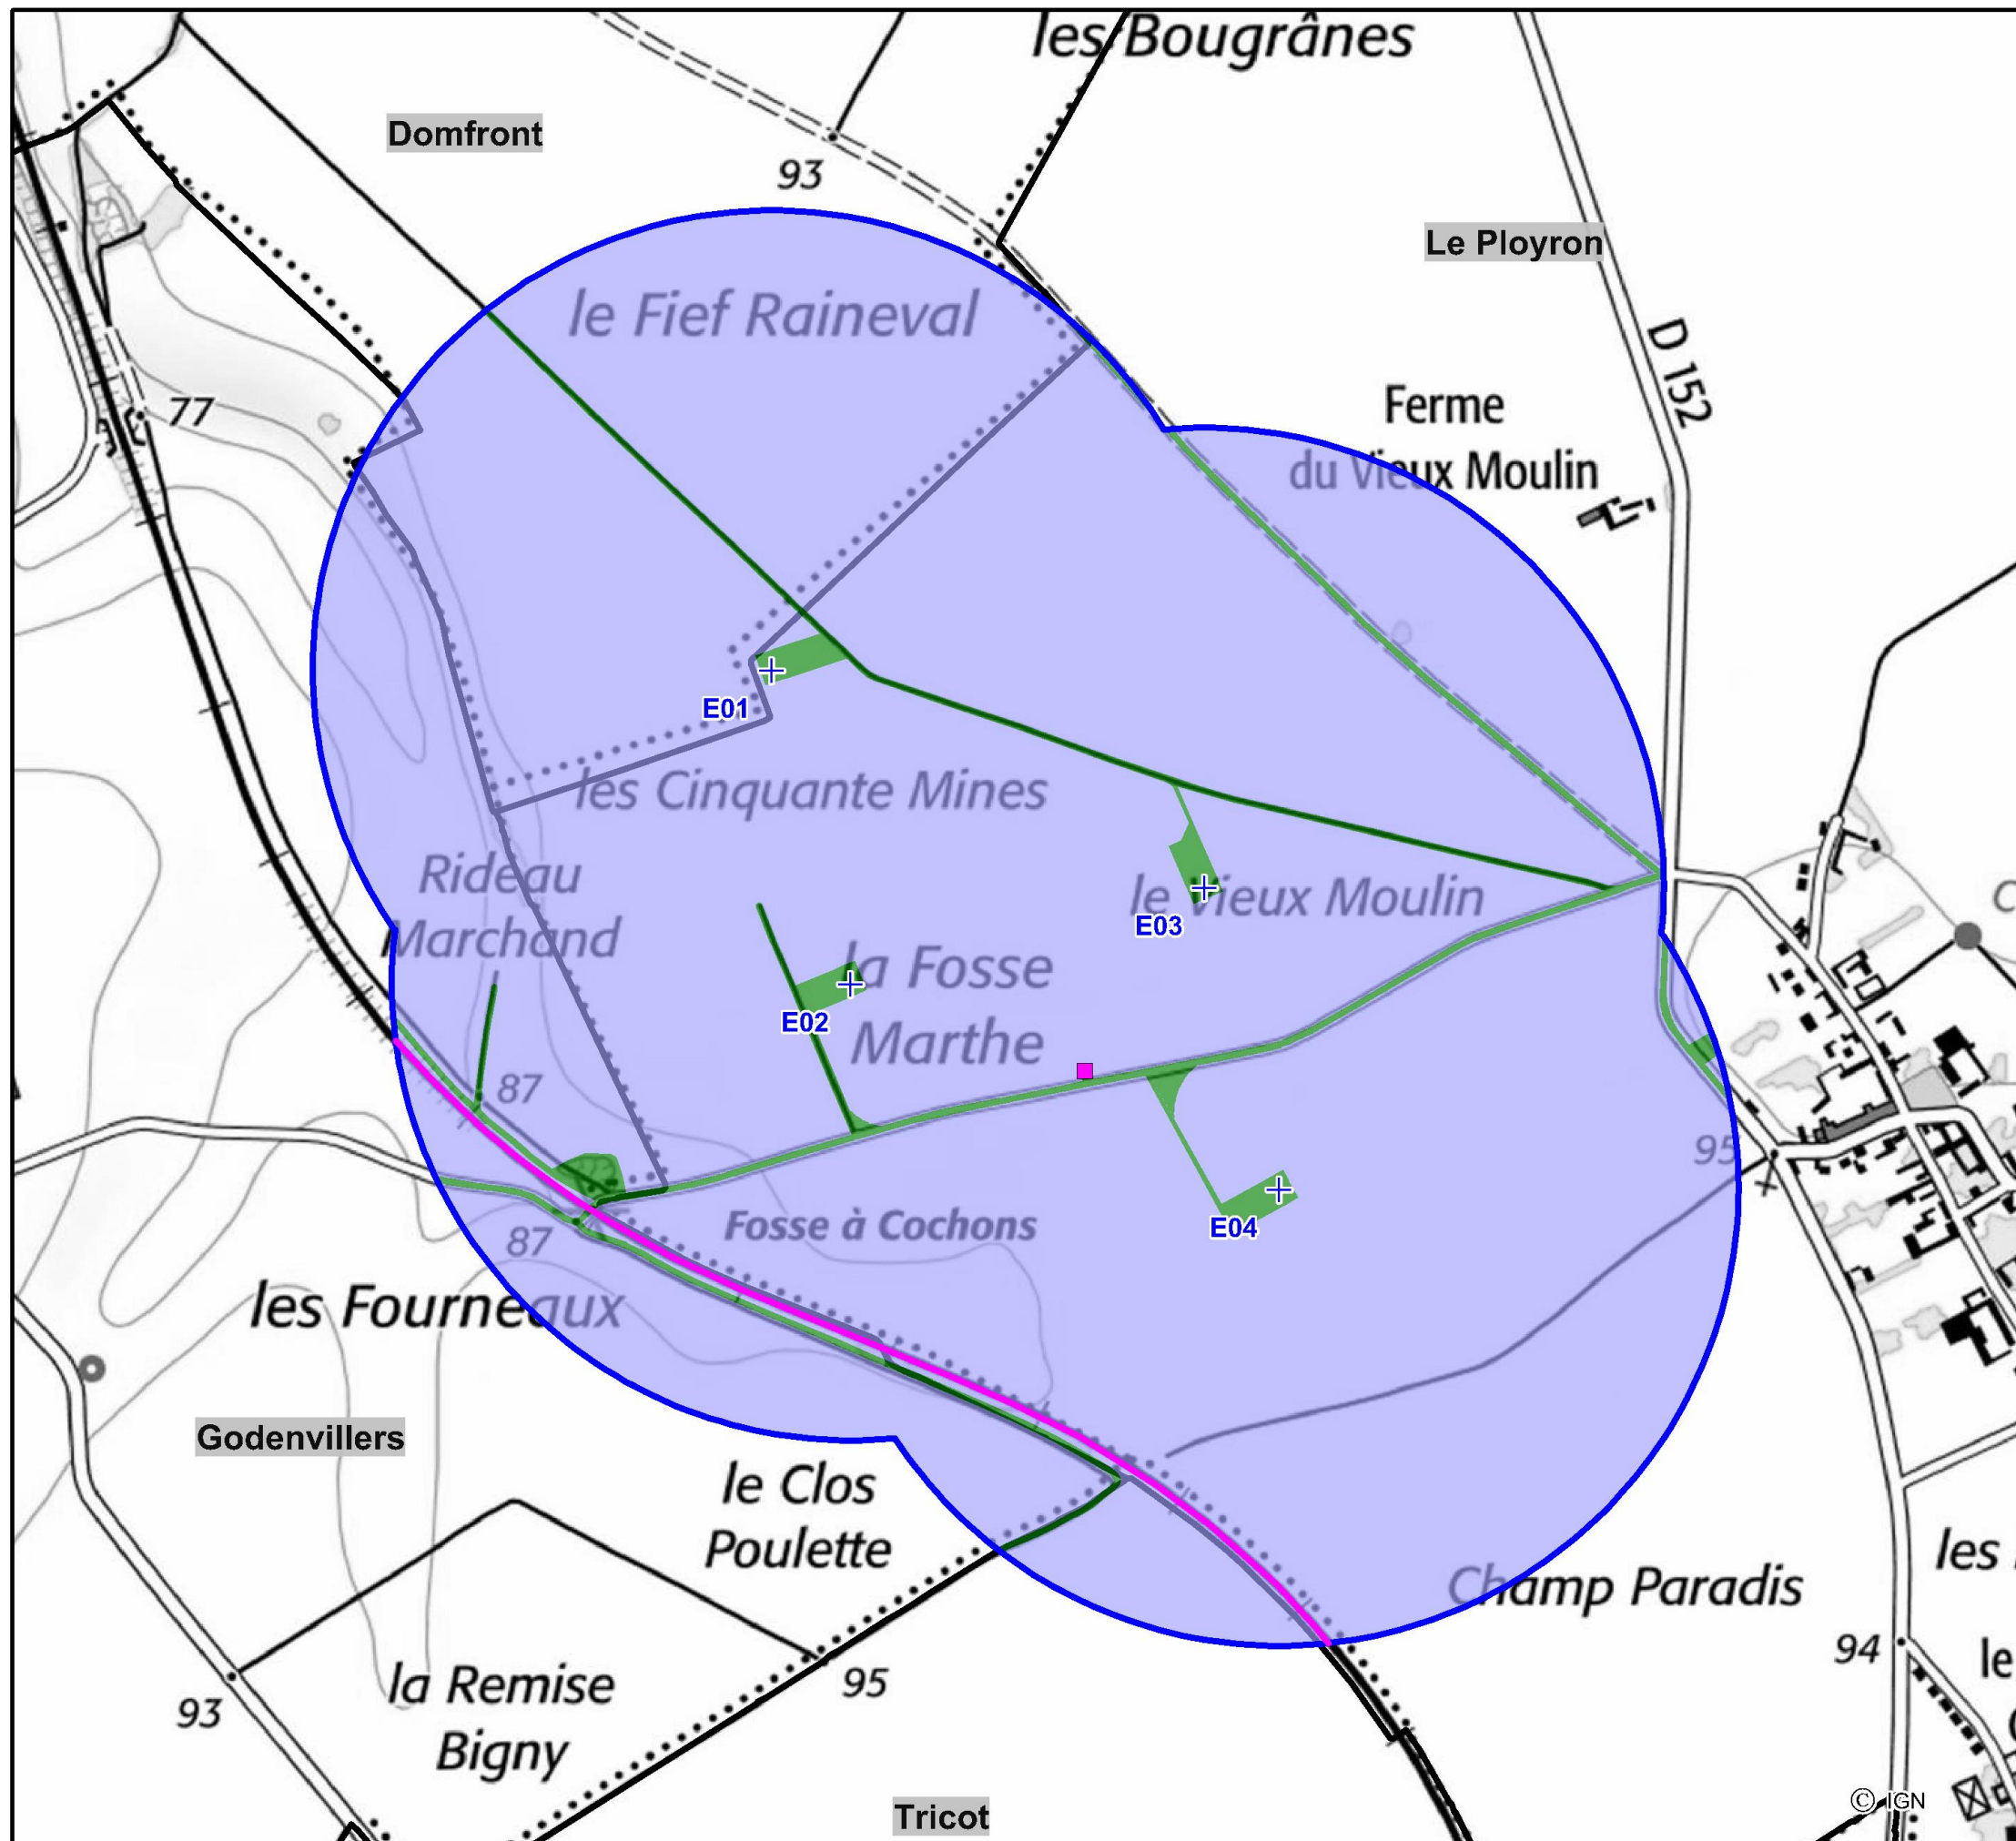 les Bougrânes
Domfront
93
Le Ployron
le Fief Raineval
D 152
77
Ferme
du Vieux Moulin
E01
les Cinquante Mines
Rideau
Marchand
le Vieux Moulin
E03
la Fosse
Marthe
E02
87
95
E04
87
Fosse à Cochons
les Fourneaux
Godenvillers
le Clos
Poulette
les
Champ Paradis
94
le
la Remise
Bigny
93
95
Tricot
© IGN